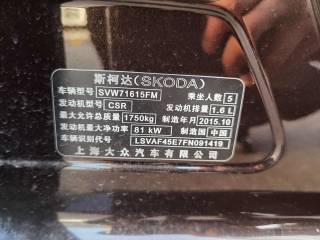 斯柯达(SKODA)
车辆型号 SVW71615FM 乘坐人数 5
发动机型号 CSR 发动机排量 1.6 L
最大允许总质量 1750kg 制造年月 2015.10
发动机最大净功率 81 kW 制造国 中国
车辆识别代号 LSVAF45E7FN091419
上海大众汽车有限公司